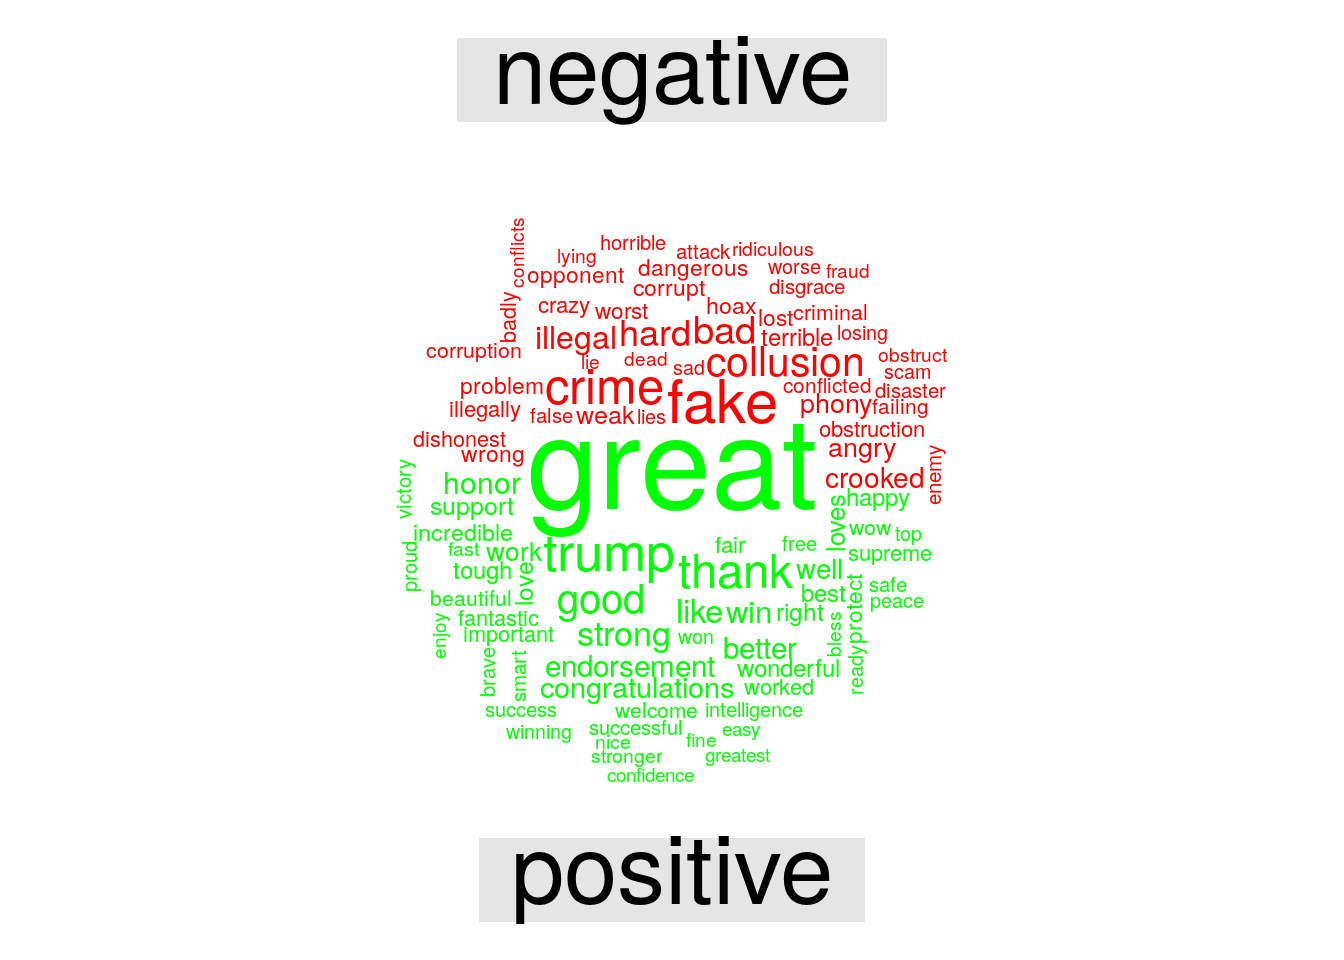 negative
conflicts
horrible
lying
attack
ridiculous
opponent
dangerous
worse
fraud
corrupt
disgrace
badly
crazy
worst
hoax
lost
criminal
illegal
hard
bad
terrible
losing
corruption
lie
dead
sad
collusion
obstruct
scam
problem
crime
fake
conflicted
disaster
illegally
false
weak
lies
phony
failing
dishonest
obstruction
wrong
great
angry
enemy
crooked
victory
honor
support
loves
happy
incredible
wow
top
proud
fast
work
trump
fair
free
supreme
tough
love
thank
well
safe
beautiful
good
best
peace
protect
enjoy
fantastic
important
like
win
right
strong
won
bless
better
brave
smart
endorsement
wonderful
ready
congratulations
worked
success
welcome
intelligence
winning
successful
easy
nice
fine
stronger
greatest
confidence
positive